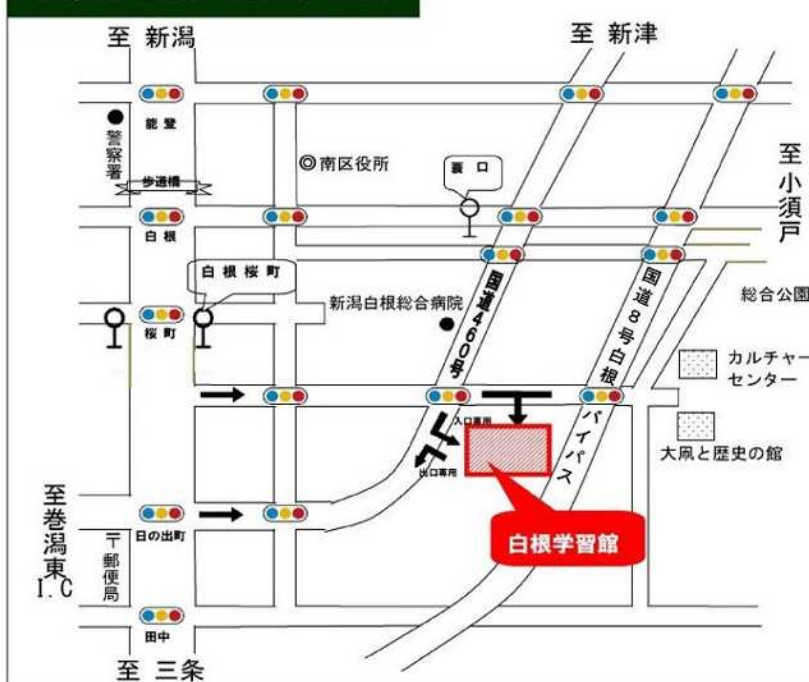 至 新潟
至 新津
能登
警察署
歩道橋
南区役所
蓑 口
至小須戸
白根
白根桜町
桜町
新潟白根総合病院
国道460号
国道8号白根バイパス
総合公園
カルチャー
センター
入口専用
出口専用
大凧と歴史の館
白根学習館
至巻潟東I.C
日の出町
〒郵便局
田中
至 三条